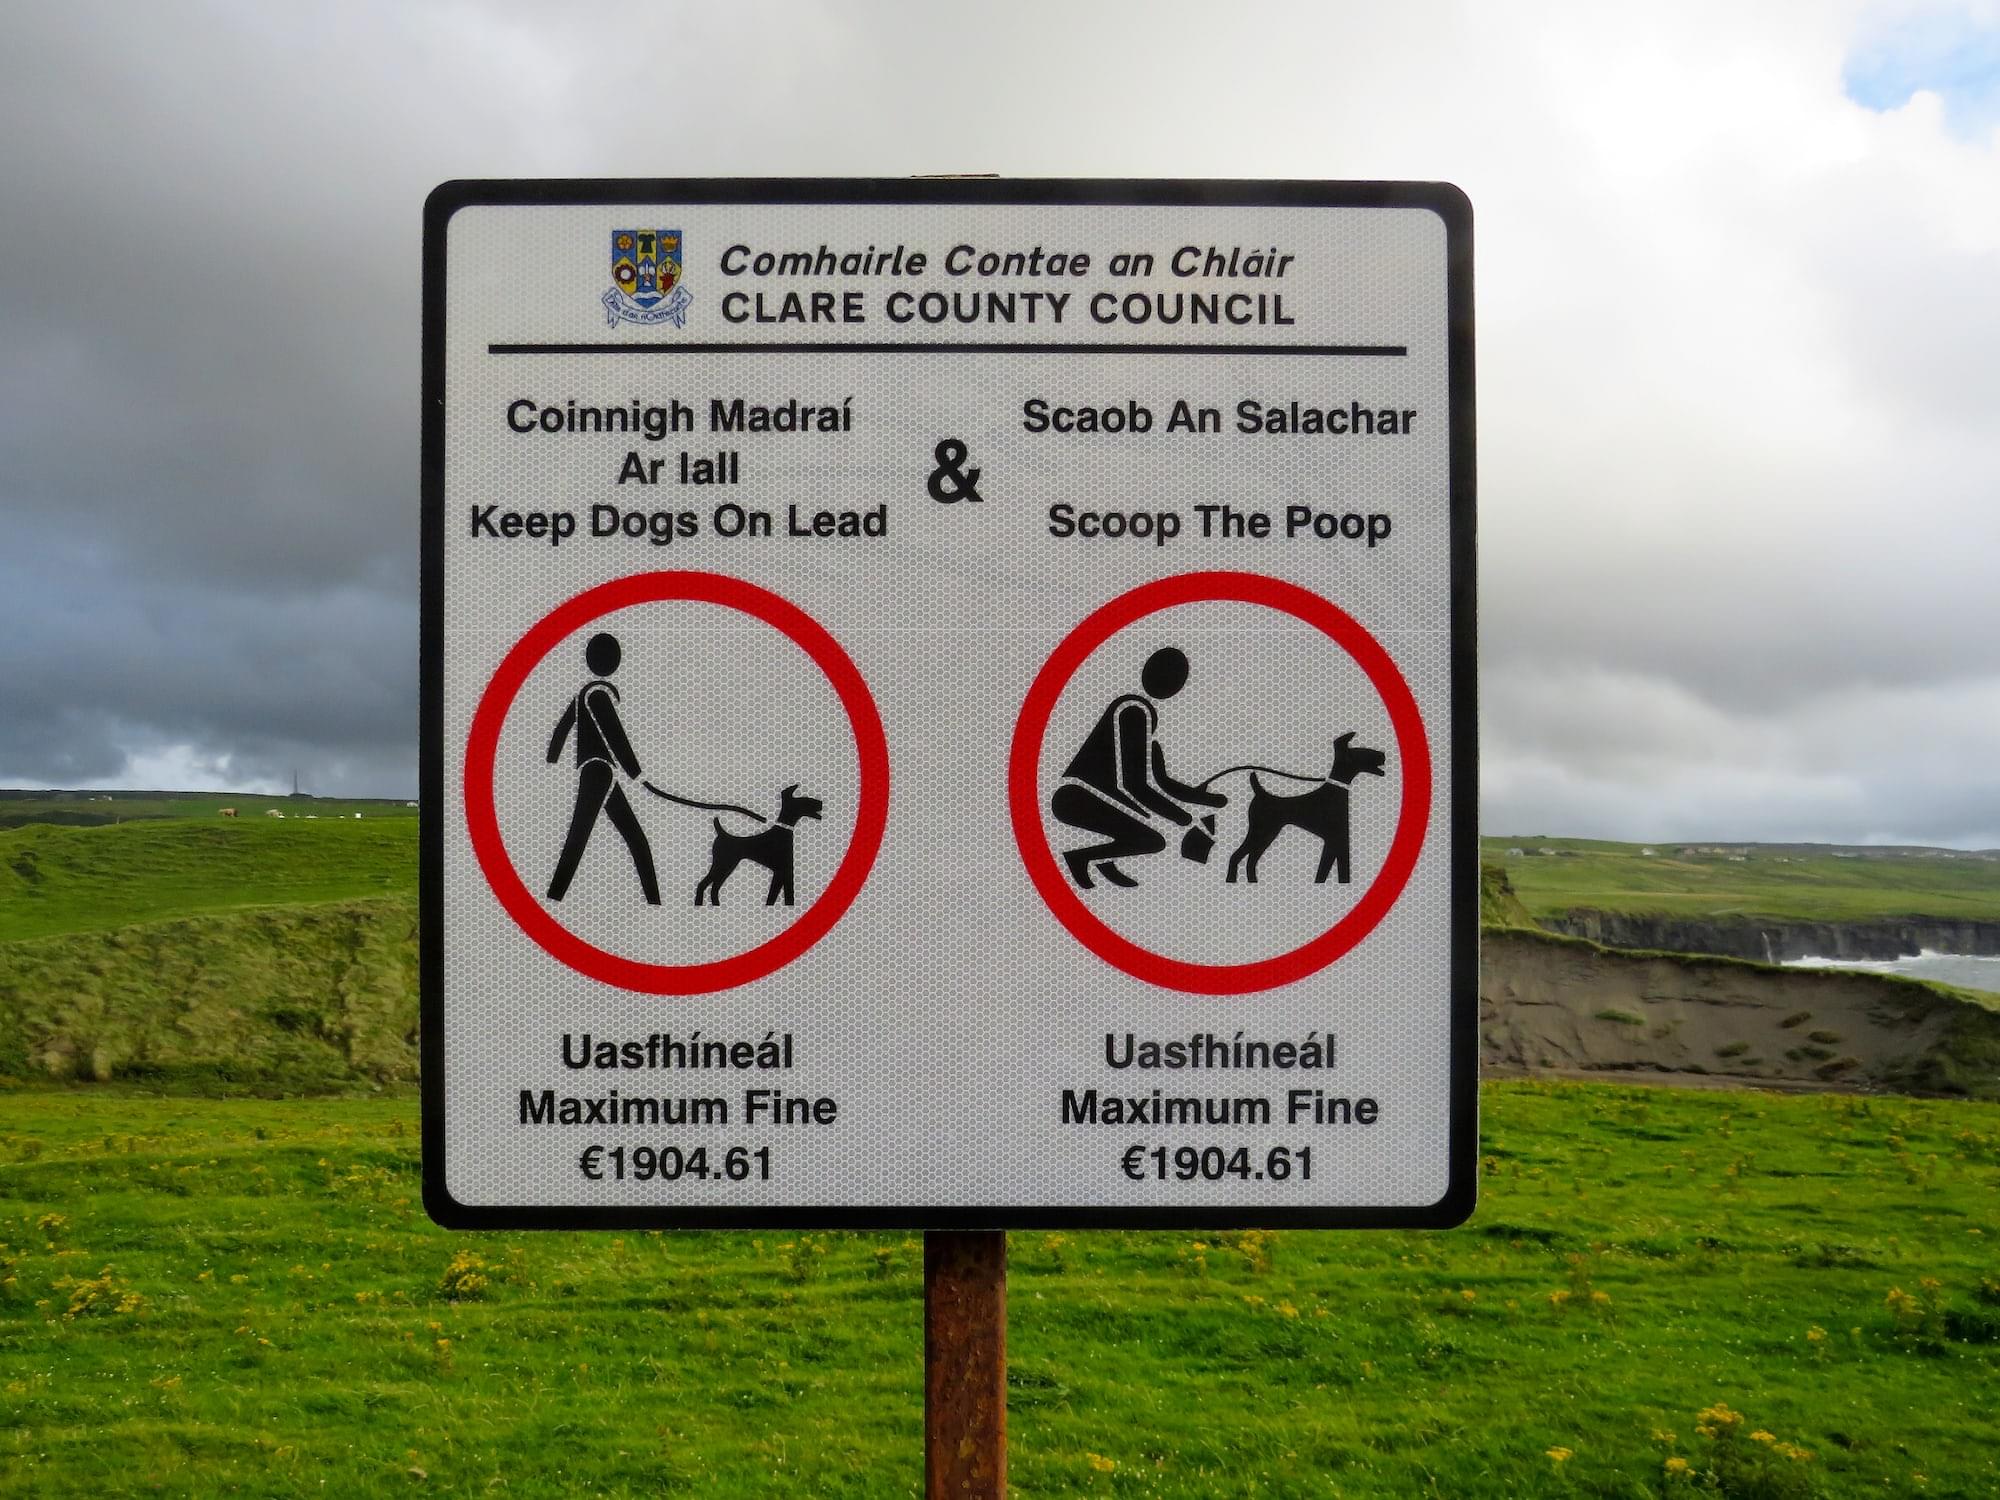 Comhairle Contae an Chláir
CLARE COUNTY COUNCIL
Coinnigh Madraí
Ar Iall
Keep Dogs On Lead
&
Scaob An Salachar
Scoop The Poop
Uasfhíneál
Maximum Fine
€1904.61
Uasfhíneál
Maximum Fine
€1904.61